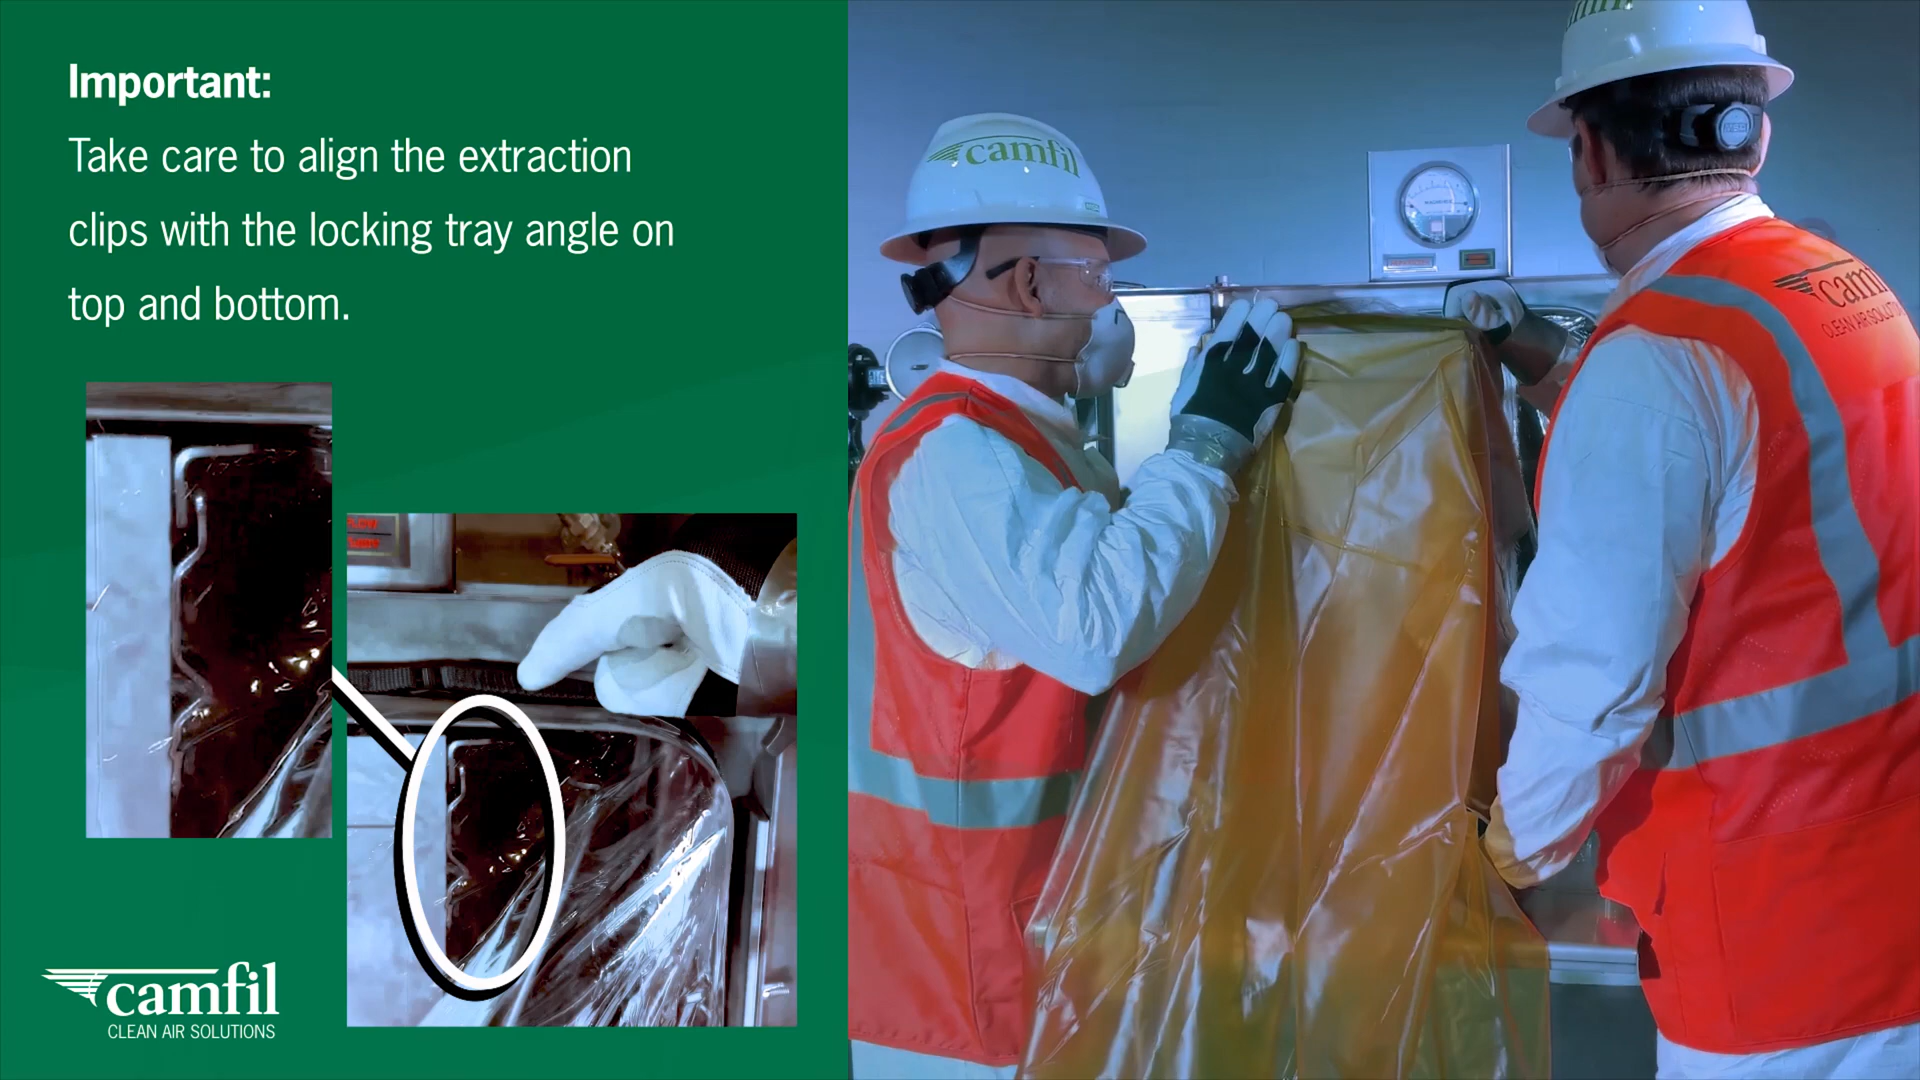 Important:
Take care to align the extraction
clips with the locking tray angle on
top and bottom.
camfil
CLEAN AIR SOLUTIONS
camfil
camfil
CLEAN AIR SOLUTIONS